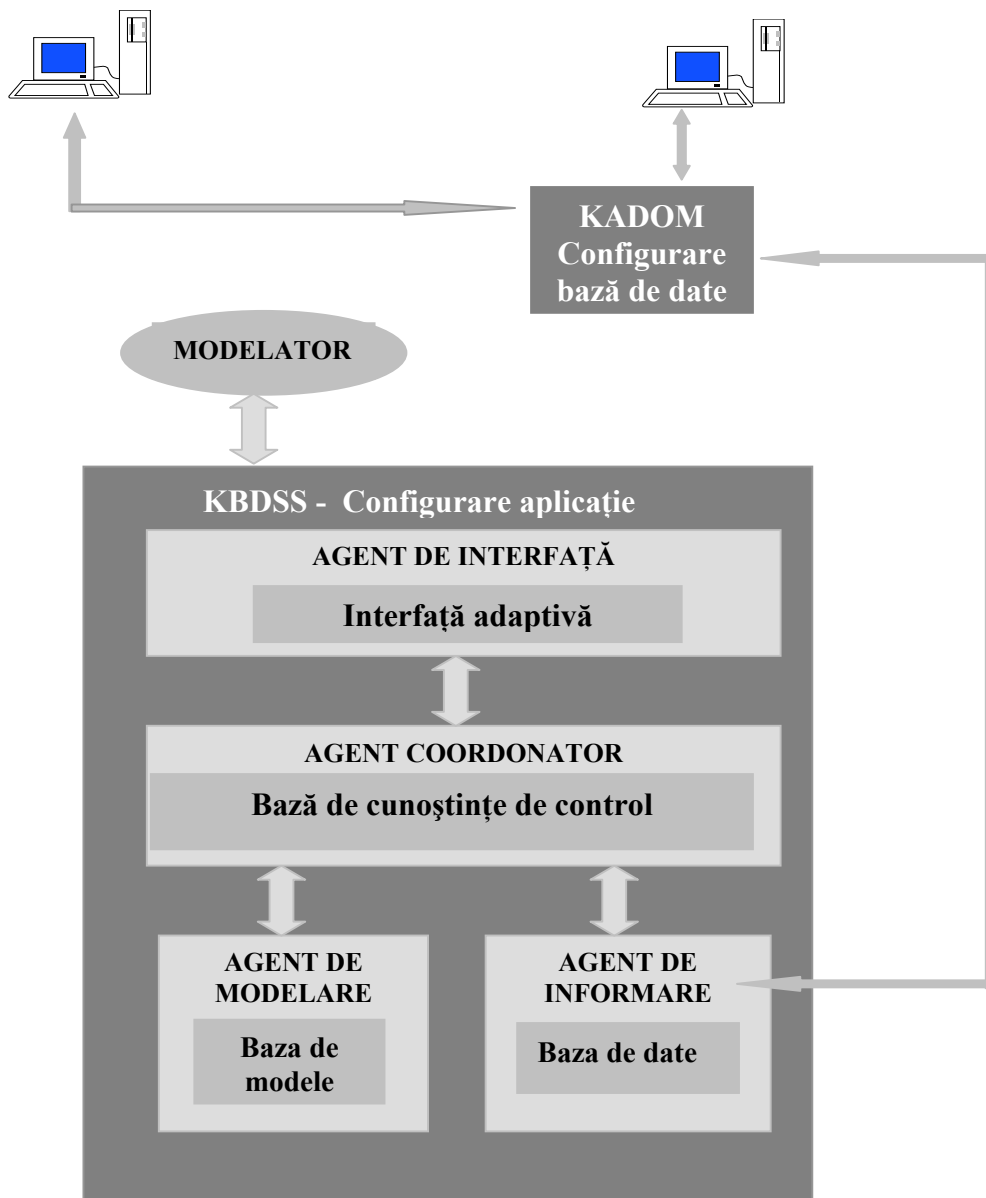 KADOM
Configurare
bază de date
MODELATOR
KBDSS - Configurare aplicație
AGENT DE INTERFAȚĂ
Interfață adaptivă
AGENT COORDONATOR
Bază de cunoştințe de control
AGENT DE
MODELARE
Baza de
modele
AGENT DE
INFORMARE
Baza de date